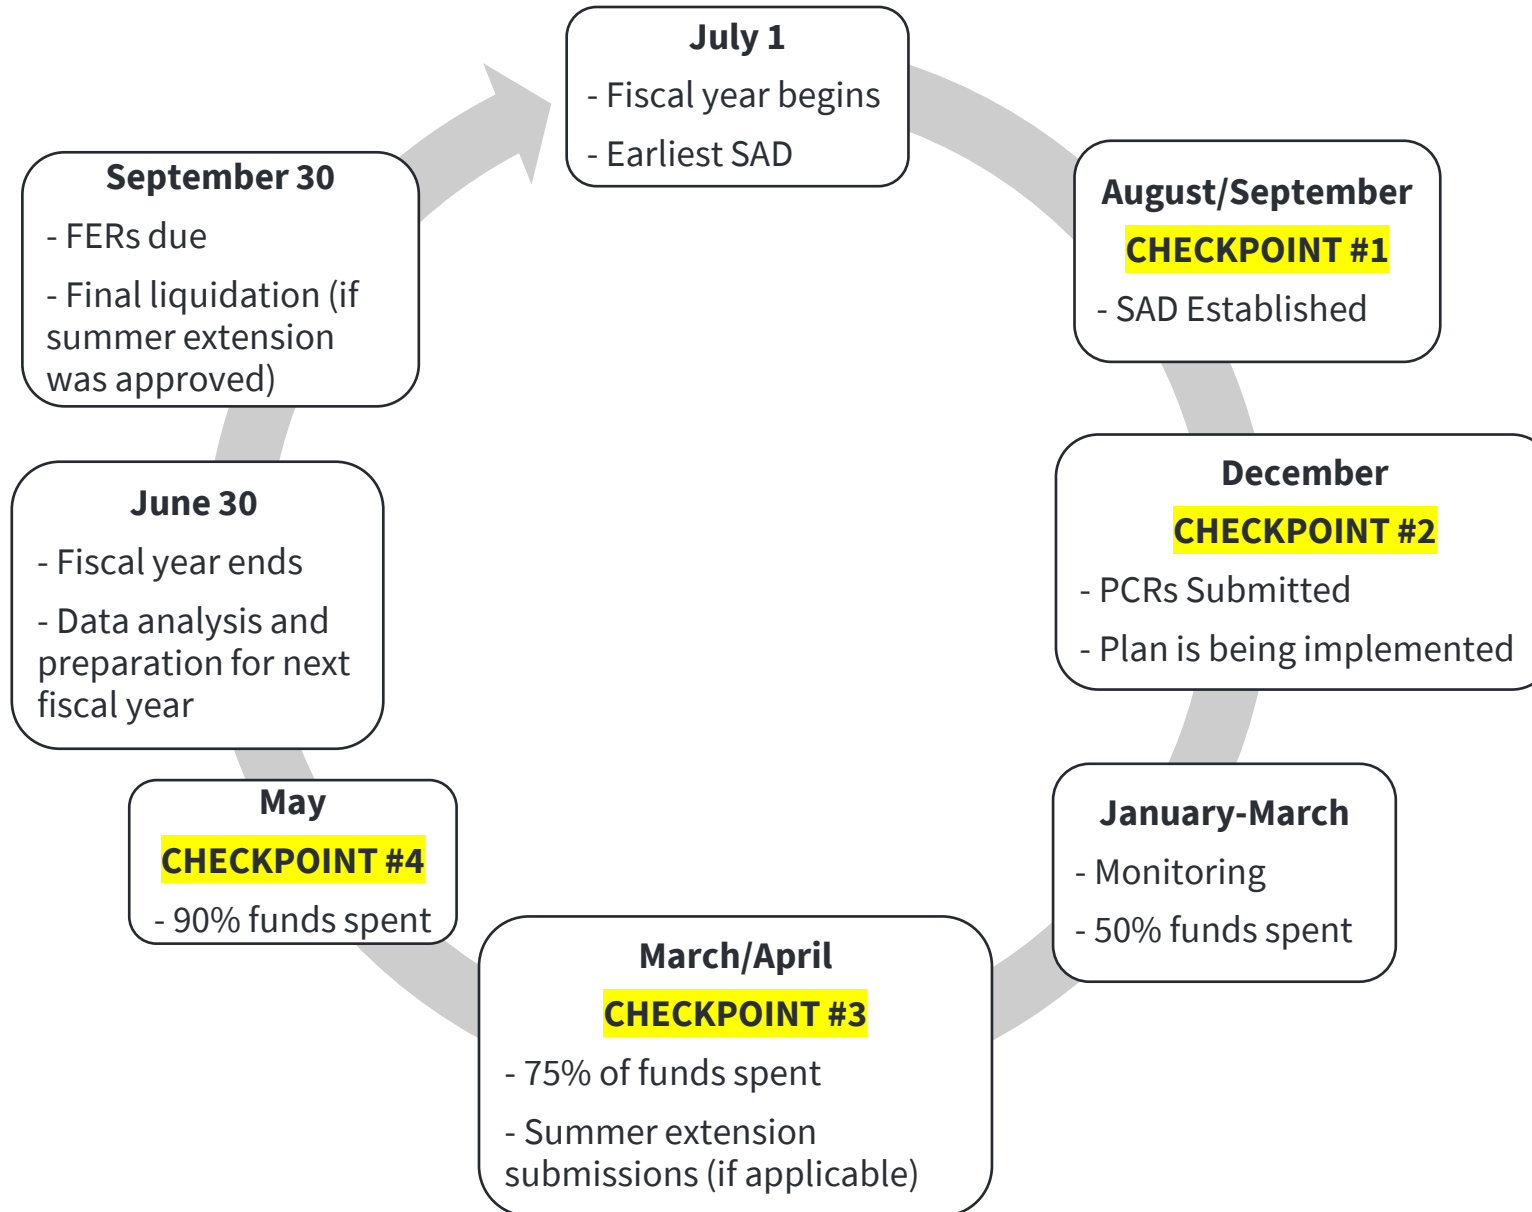 July 1
- Fiscal year begins
- Earliest SAD
August/September
CHECKPOINT #1
- SAD Established
December
CHECKPOINT #2
- PCRs Submitted
- Plan is being implemented
January-March
- Monitoring
- 50% funds spent
March/April
CHECKPOINT #3
- 75% of funds spent
- Summer extension
submissions (if applicable)
May
CHECKPOINT #4
- 90% funds spent
June 30
- Fiscal year ends
- Data analysis and
preparation for next
fiscal year
September 30
- FERs due
- Final liquidation (if
summer extension
was approved)